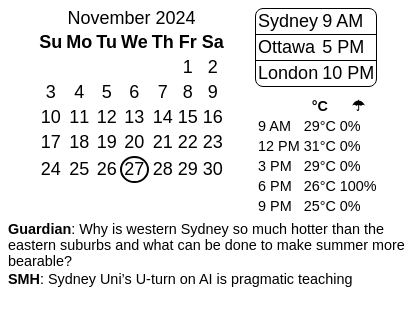 November 2024
Su Mo Tu We Th Fr Sa
1 2
3 4 5 6 7 8 9
10 11 12 13 14 15 16
17 18 19 20 21 22 23
24 25 26 27 28 29 30
Sydney 9 AM
Ottawa 5 PM
London 10 PM
°C ☂
9 AM 29°C 0%
12 PM 31°C 0%
3 PM 29°C 0%
6 PM 26°C 100%
9 PM 25°C 0%
Guardian: Why is western Sydney so much hotter than the
eastern suburbs and what can be done to make summer more
bearable?
SMH: Sydney Uni’s U-turn on AI is pragmatic teaching